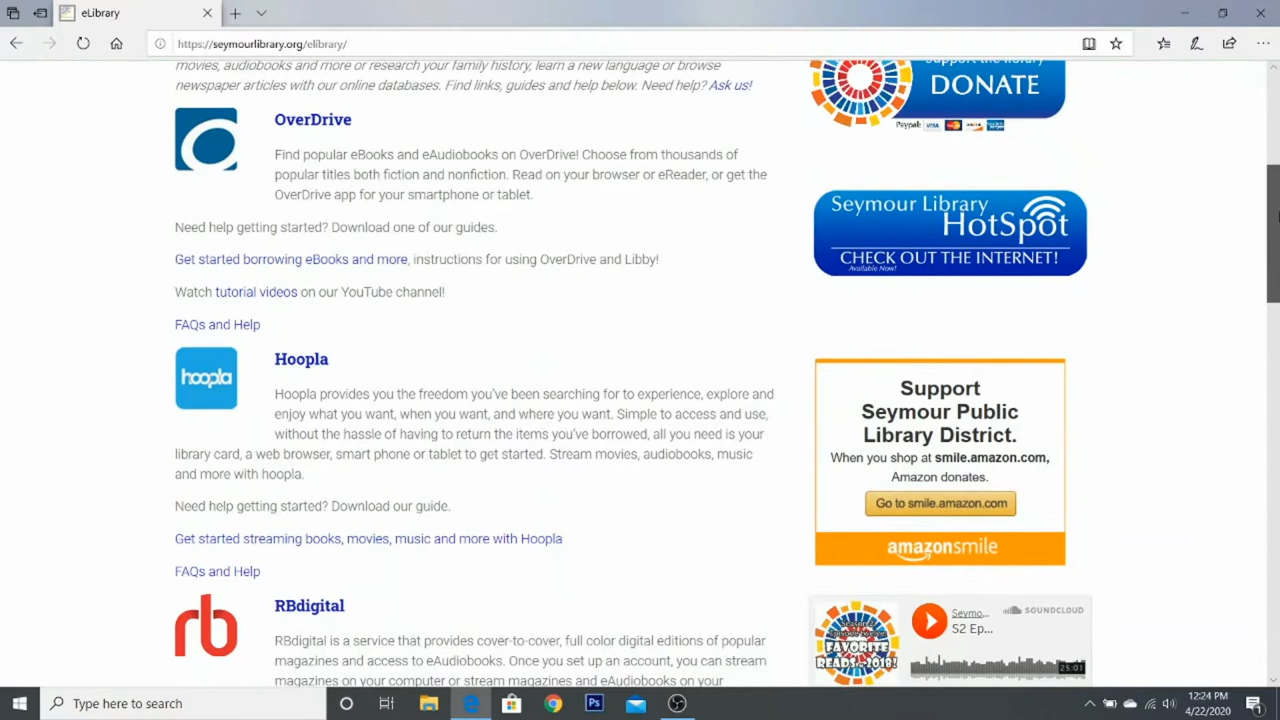 eLibrary
https://seymourlibrary.org/elibrary/
movies, audiobooks and more or research your family history, learn a new language or browse
newspaper articles with our online databases. Find links, guides and help below. Need help? Ask us!
OverDrive
Find popular eBooks and eAudiobooks on OverDrive! Choose from thousands of
popular titles both fiction and nonfiction. Read on your browser or eReader, or get the
OverDrive app for your smartphone or tablet.
Need help getting started? Download one of our guides.
Get started borrowing eBooks and more, instructions for using OverDrive and Libby!
Watch tutorial videos on our YouTube channel!
FAQs and Help
hoopla
Hoopla
Hoopla provides you the freedom you've been searching for to experience, explore and
enjoy what you want, when you want, and where you want. Simple to access and use,
without the hassle of having to return the items you've borrowed, all you need is your
library card, a web browser, smart phone or tablet to get started. Stream movies, audiobooks, music
and more with hoopla.
Need help getting started? Download our guide.
Get started streaming books, movies, music and more with Hoopla
FAQs and Help
rb
RBdigital
RBdigital is a service that provides cover-to-cover, full color digital editions of popular
magazines and access to eAudiobooks. Once you set up an account, you can stream
magazines on your computer or stream magazines and eAudiobooks on your
Support the library
DONATE
Paypal: VISA
Seymour Library
HotSpot
CHECK OUT THE INTERNET!
Available Now!
Support
Seymour Public
Library District.
When you shop at smile.amazon.com,
Amazon donates.
Go to smile.amazon.com
amazonsmile
Seymo...
SOUNDCLOUD
S2 Ep...
FAVORITE
READS-2018!
25:01
Type here to search
Ps
12:24 PM
4/22/2020
1